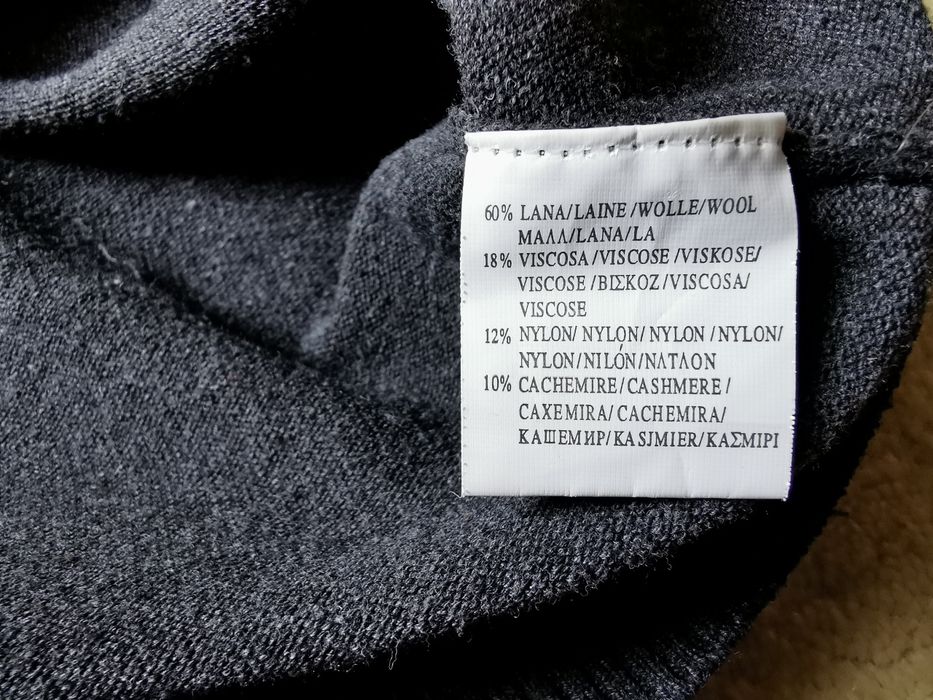 60% LANA/LAINE/WOLLE/WOOL
ΜΑΛΛ/LANA/LA
18% VISCOSA/VISCOSE/VISKOSE/
VISCOSE/ΒΙΣΚΟΖ/VISCOSA/
VISCOSE
12% NYLON/NYLON/NYLON/NYLON/
NYLON/NILÓN/ΝΛΤΛΟΝ
10% CACHEMIRE/CASHMERE/
CAXEMIRA/CACHEMIRA/
КАШЕМИР/KASJMIER/ΚΑΣΜΙΡΙ